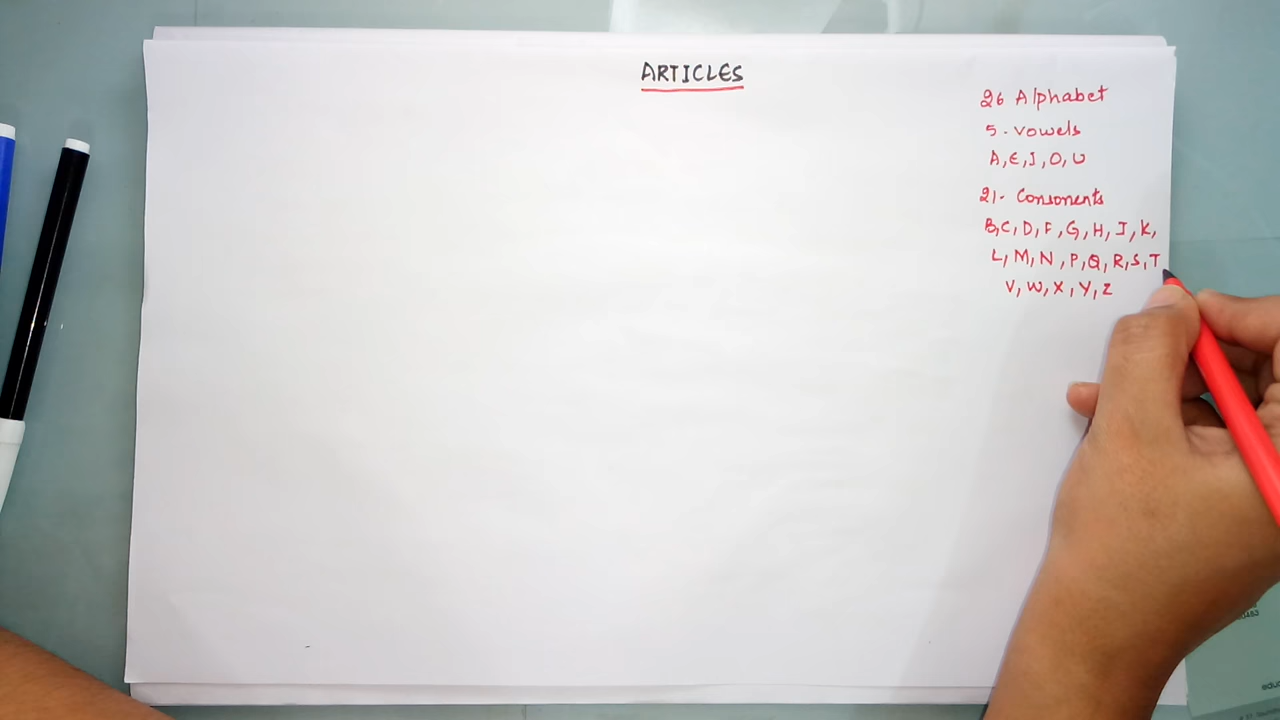 ARTICLES
26 Alphabet
5 - Vowels
A, E, I, O, U
21 - Consonents
B, C, D, F, G, H, J, K,
L, M, N, P, Q, R, S, T
V, W, X, Y, Z